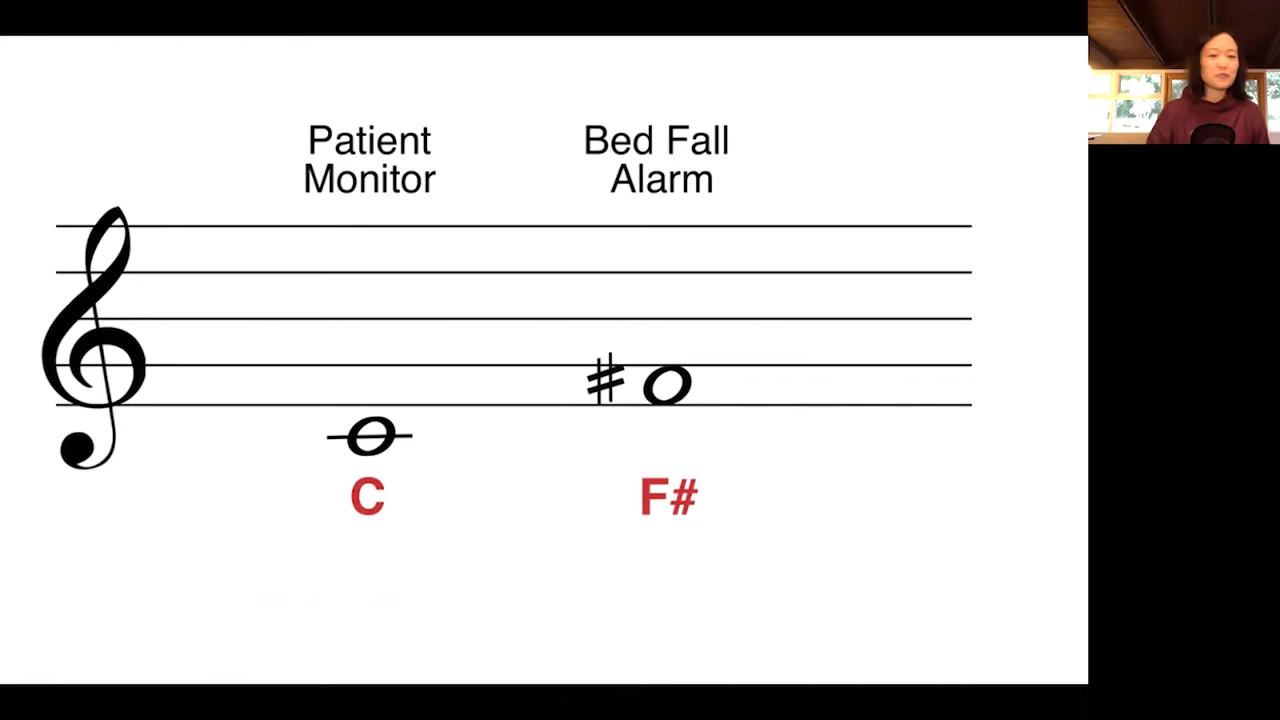 Patient
Monitor
Bed Fall
Alarm
C
F#